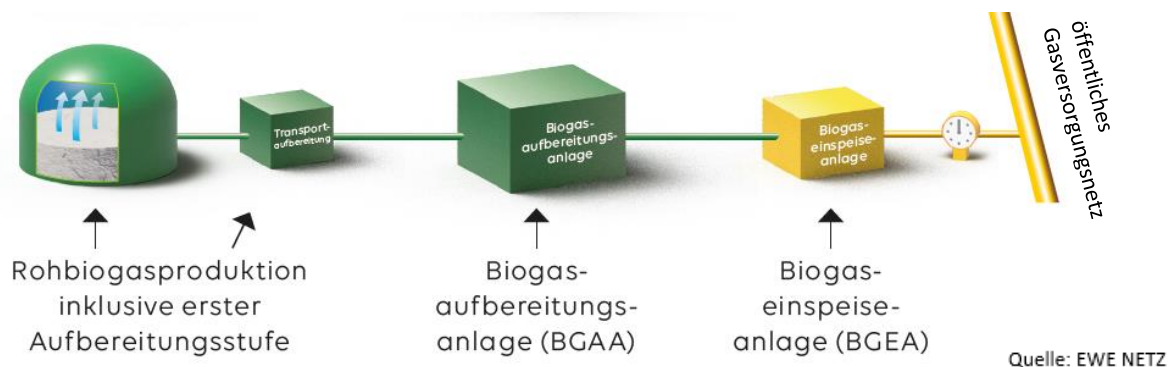 Transport-
aufbereitung
Biogas-
aufbereitungs-
anlage
Biogas-
einspeise-
anlage
öffentliches
Gasversorgungsnetz
Rohbiogasproduktion
inklusive erster
Aufbereitungsstufe
Biogas-
aufbereitungs-
anlage (BGAA)
Biogas-
einspeise-
anlage (BGEA)
Quelle: EWE NETZ